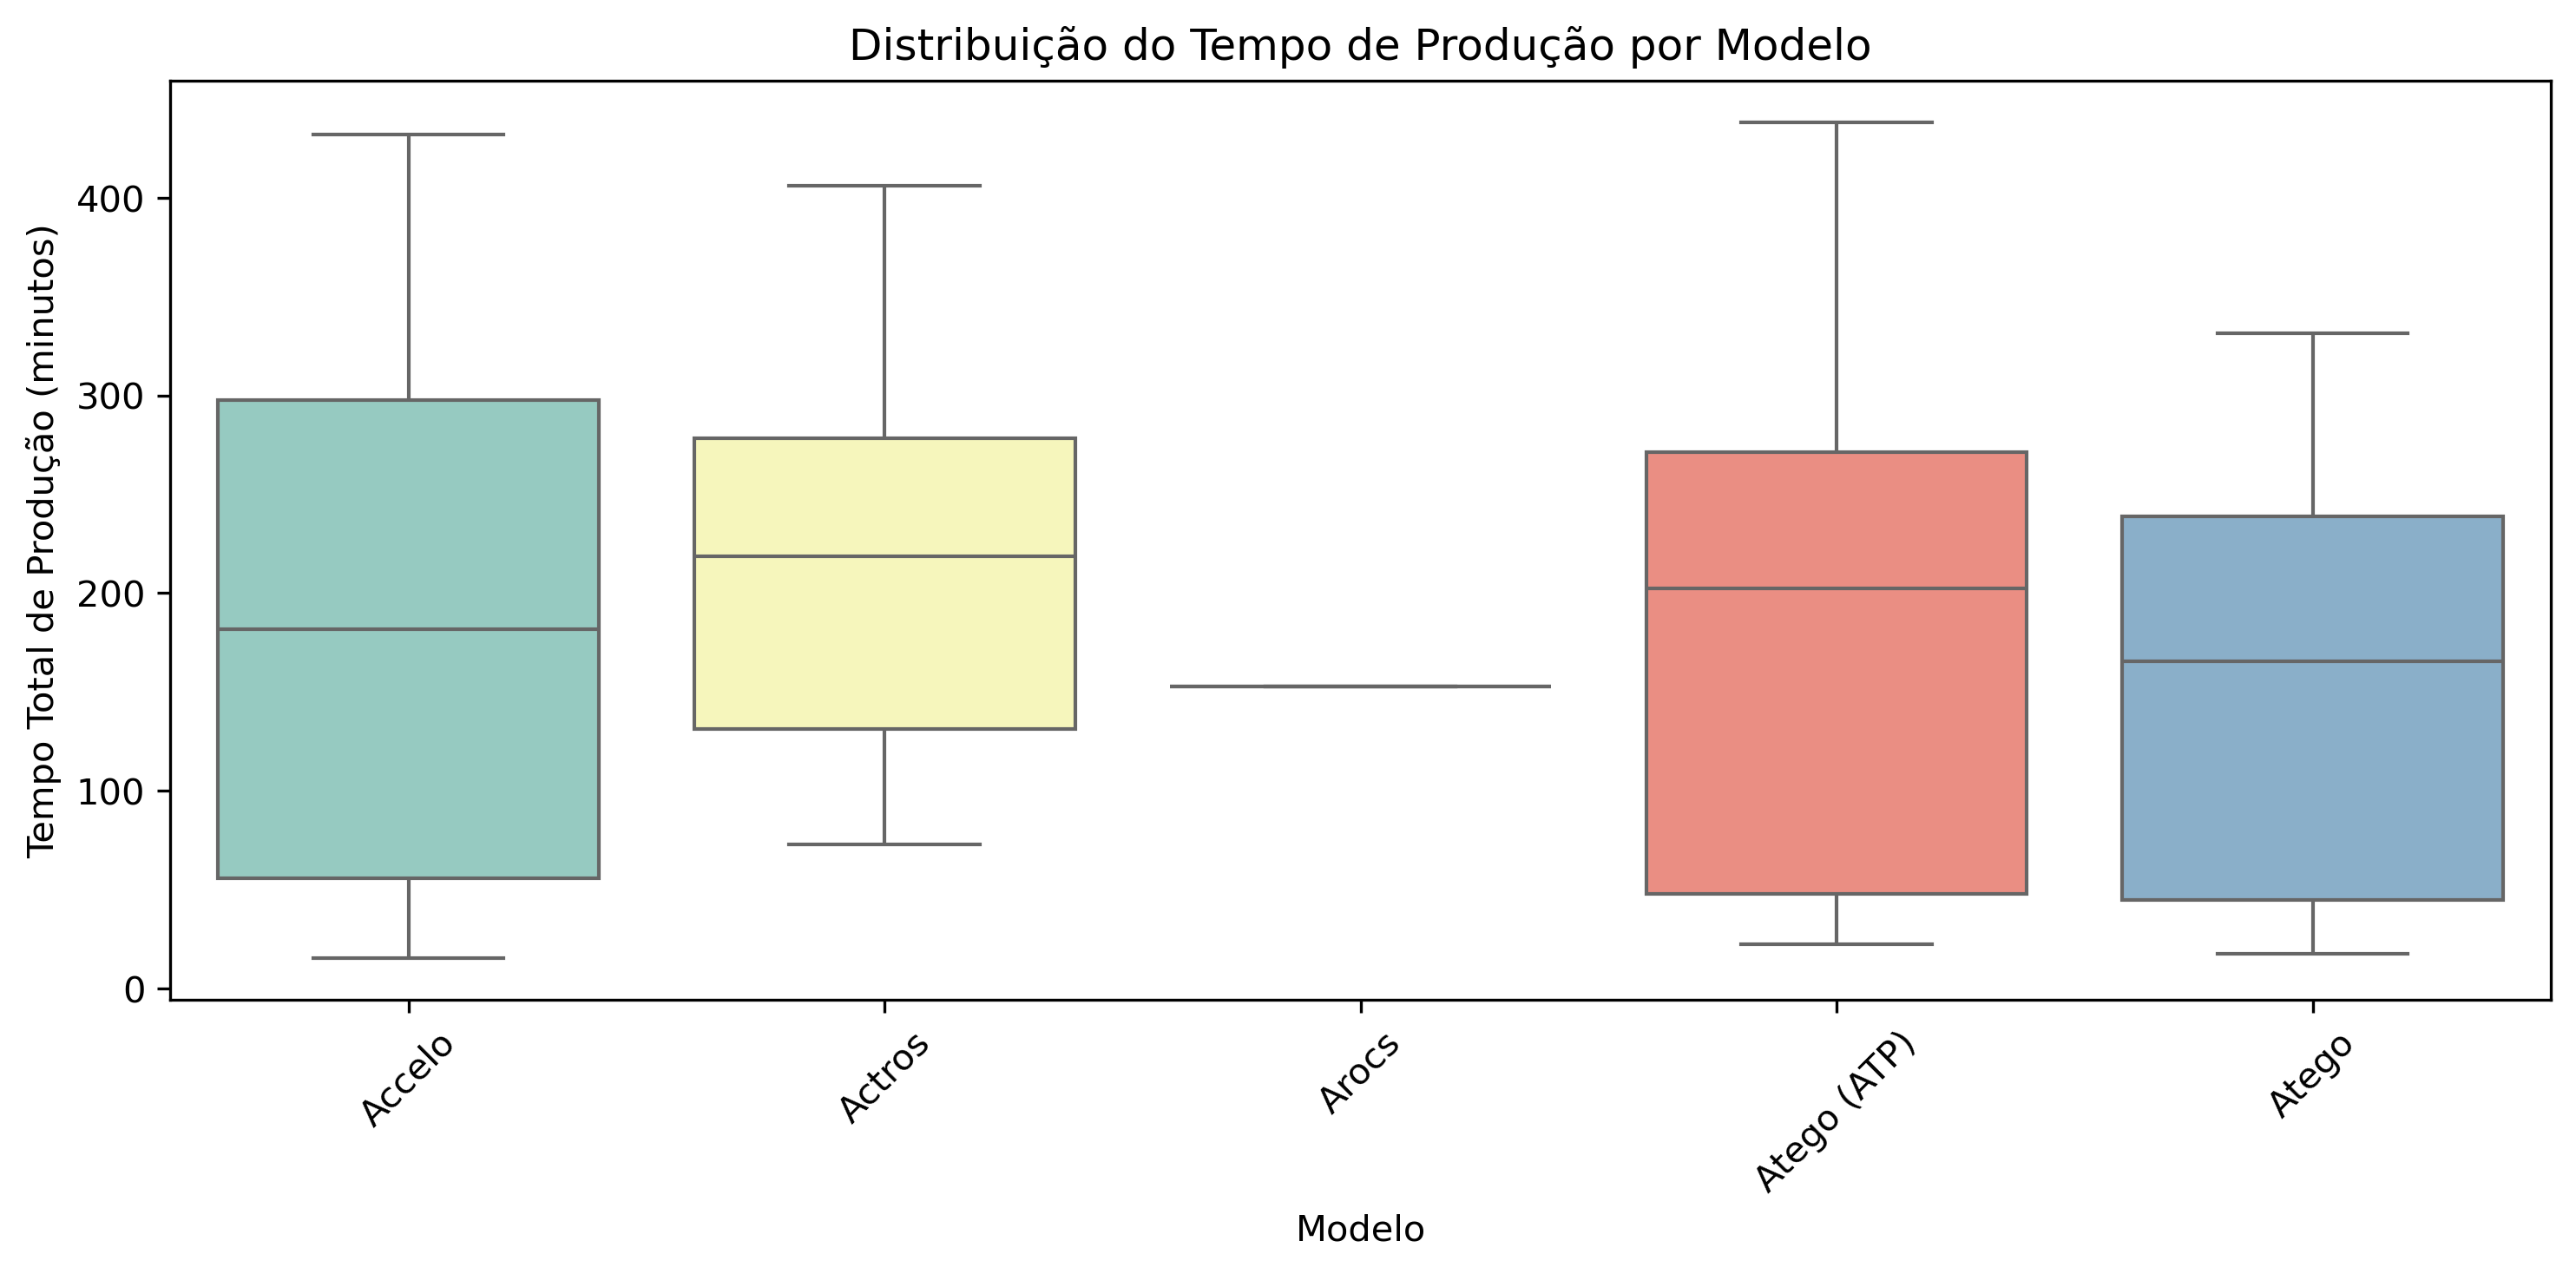 Distribuição do Tempo de Produção por Modelo
Tempo Total de Produção (minutos)
400
300
200
100
0
Accelo
Actros
Arocs
Atego (ATP)
Atego
Modelo